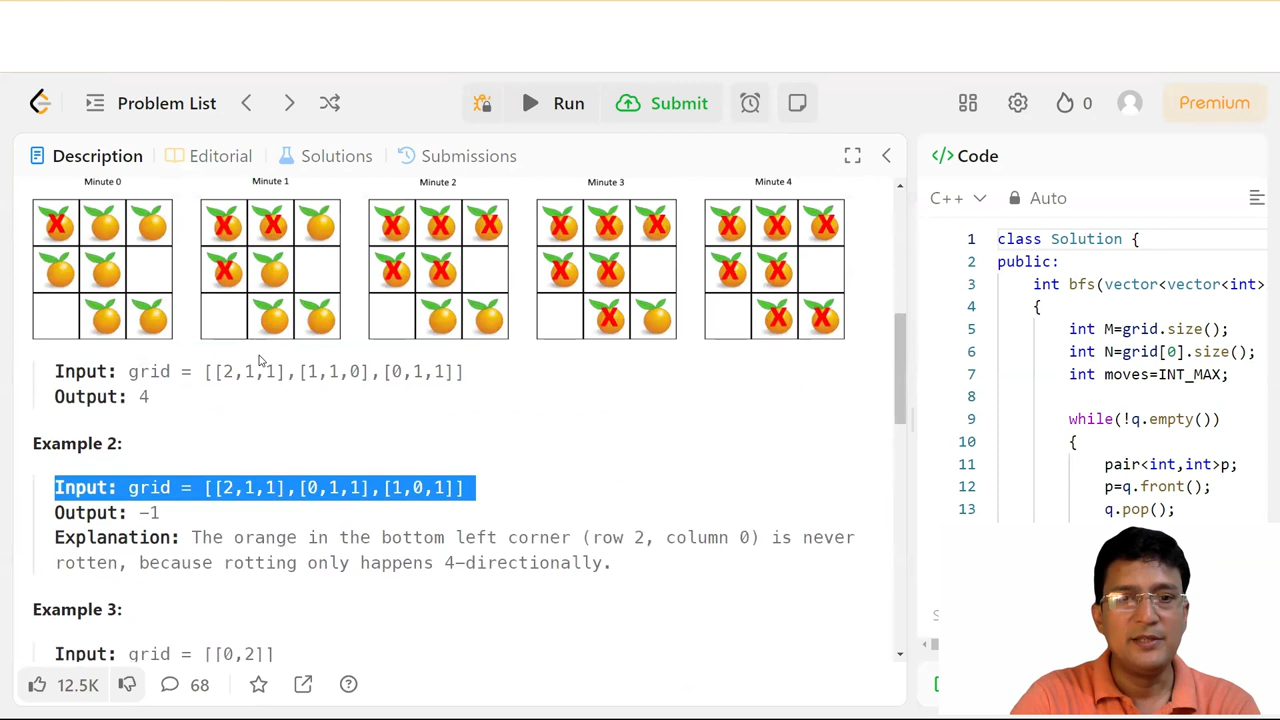 Problem List
Run
Submit
0
Premium
Description
Editorial
Solutions
Submissions
Minute 0
Minute 1
Minute 2
Minute 3
Minute 4
X X X X X X X X X X X X
X X X X X X X
X X X
Input: grid = [[2,1,1],[1,1,0],[0,1,1]]
Output: 4
Example 2:
Input: grid = [[2,1,1],[0,1,1],[1,0,1]]
Output: -1
Explanation: The orange in the bottom left corner (row 2, column 0) is never
rotten, because rotting only happens 4-directionally.
Example 3:
Input: grid = [[0,2]]
12.5K
68
</> Code
C++
Auto
1 class Solution {
2 public:
3 int bfs(vector<vector<int>
4 {
5 int M=grid.size();
6 int N=grid[0].size();
7 int moves=INT_MAX;
8
9 while(!q.empty())
10 {
11 pair<int,int>p;
12 p=q.front();
13 q.pop();